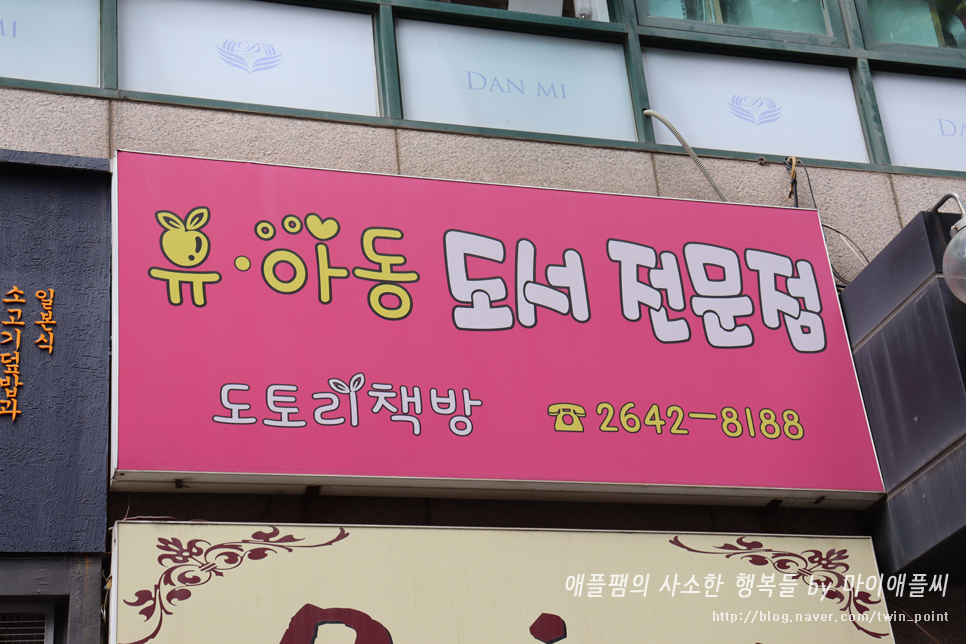 DAN MI
유·아동 도서 전문점
도토리책방 ☎2642-8188
일본식
소고기덮밥과
애플팸의 사소한 행복들 by 마이애플씨
http://blog.naver.com/twin_point